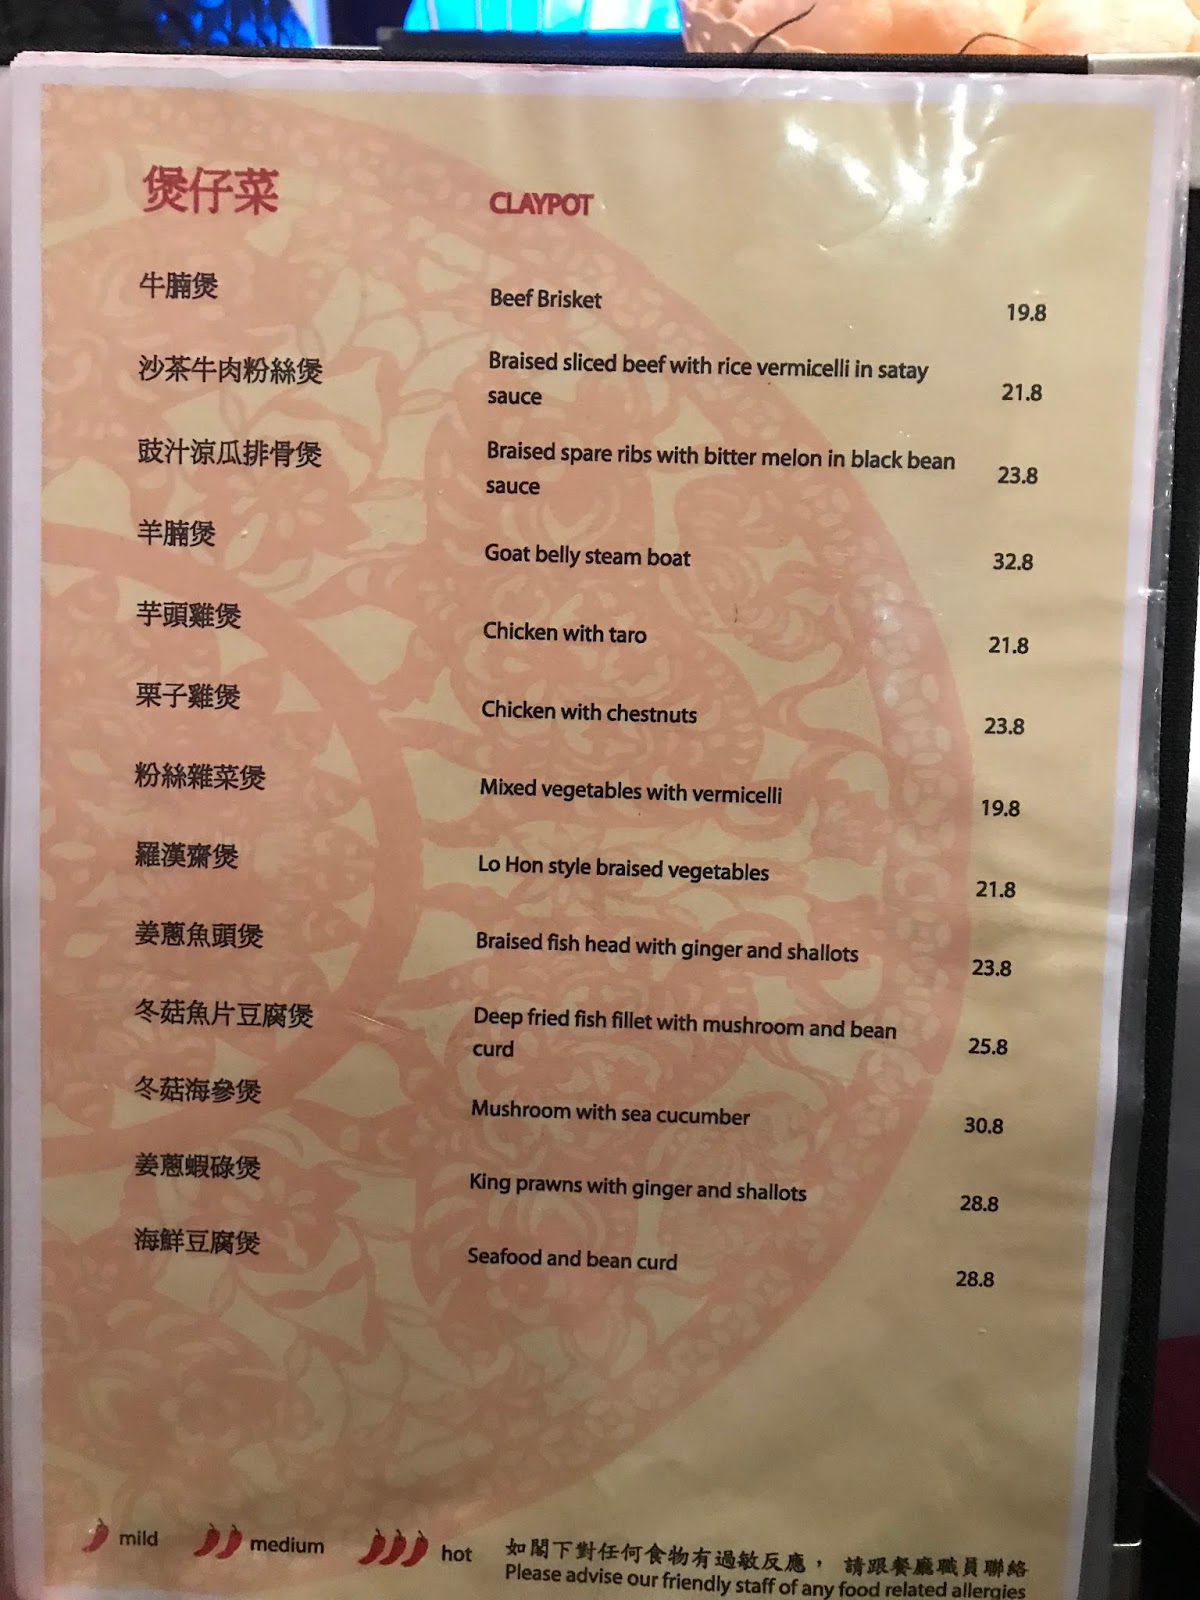 煲仔菜 CLAYPOT
牛腩煲 Beef Brisket 19.8
沙茶牛肉粉絲煲 Braised sliced beef with rice vermicelli in satay
sauce 21.8
豉汁涼瓜排骨煲 Braised spare ribs with bitter melon in black bean
sauce 23.8
羊腩煲 Goat belly steam boat 32.8
芋頭雞煲 Chicken with taro 21.8
栗子雞煲 Chicken with chestnuts 23.8
粉絲雜菜煲 Mixed vegetables with vermicelli 19.8
羅漢齋煲 Lo Hon style braised vegetables 21.8
姜蔥魚頭煲 Braised fish head with ginger and shallots 23.8
冬菇魚片豆腐煲 Deep fried fish fillet with mushroom and bean
curd 25.8
冬菇海參煲 Mushroom with sea cucumber 30.8
姜蔥蝦碌煲 King prawns with ginger and shallots 28.8
海鮮豆腐煲 Seafood and bean curd 28.8
mild medium hot 如閣下對任何食物有過敏反應， 請跟餐廳職員聯絡
Please advise our friendly staff of any food related allergies